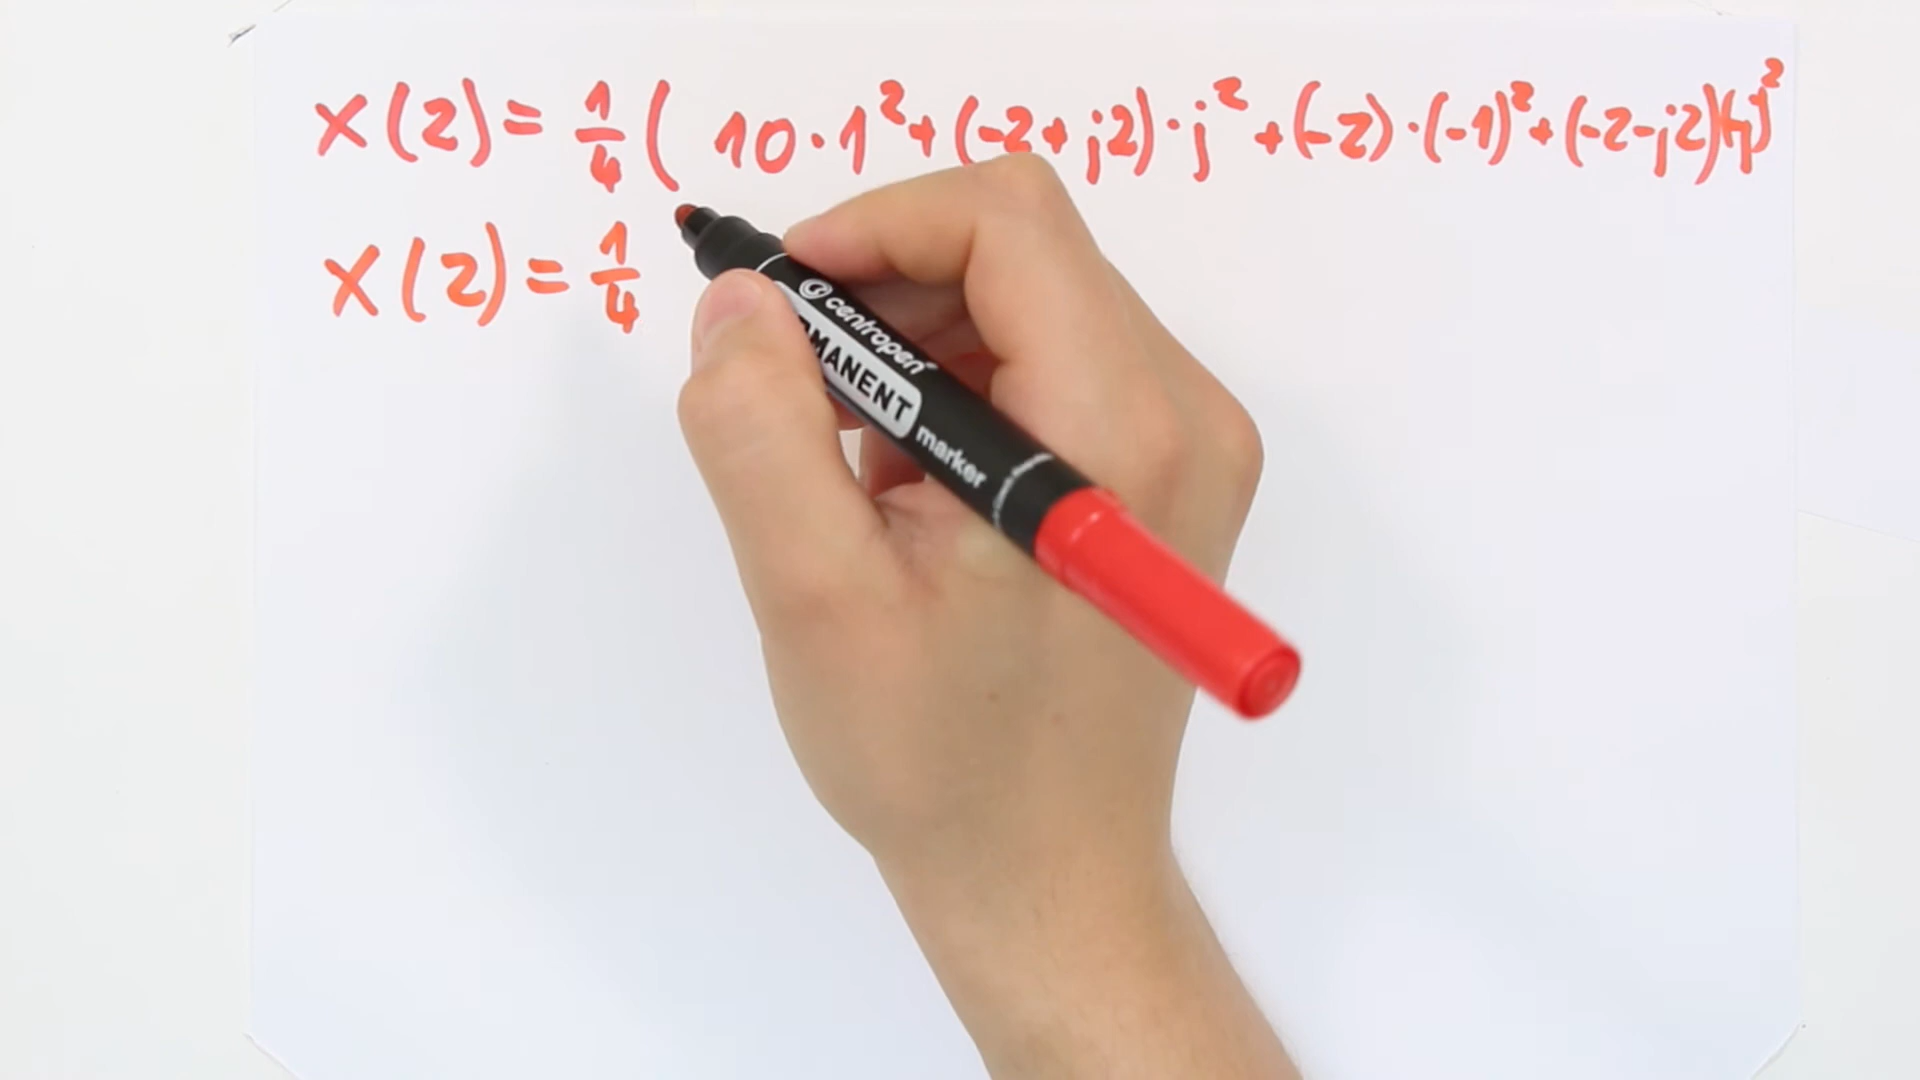 x(2) = 1/4 ( 10·1² + (-2+j2)·j² + (-2)·(-1)² + (-2-j2)(-j)²
x(2) = 1/4
centropen
MANENT
marker